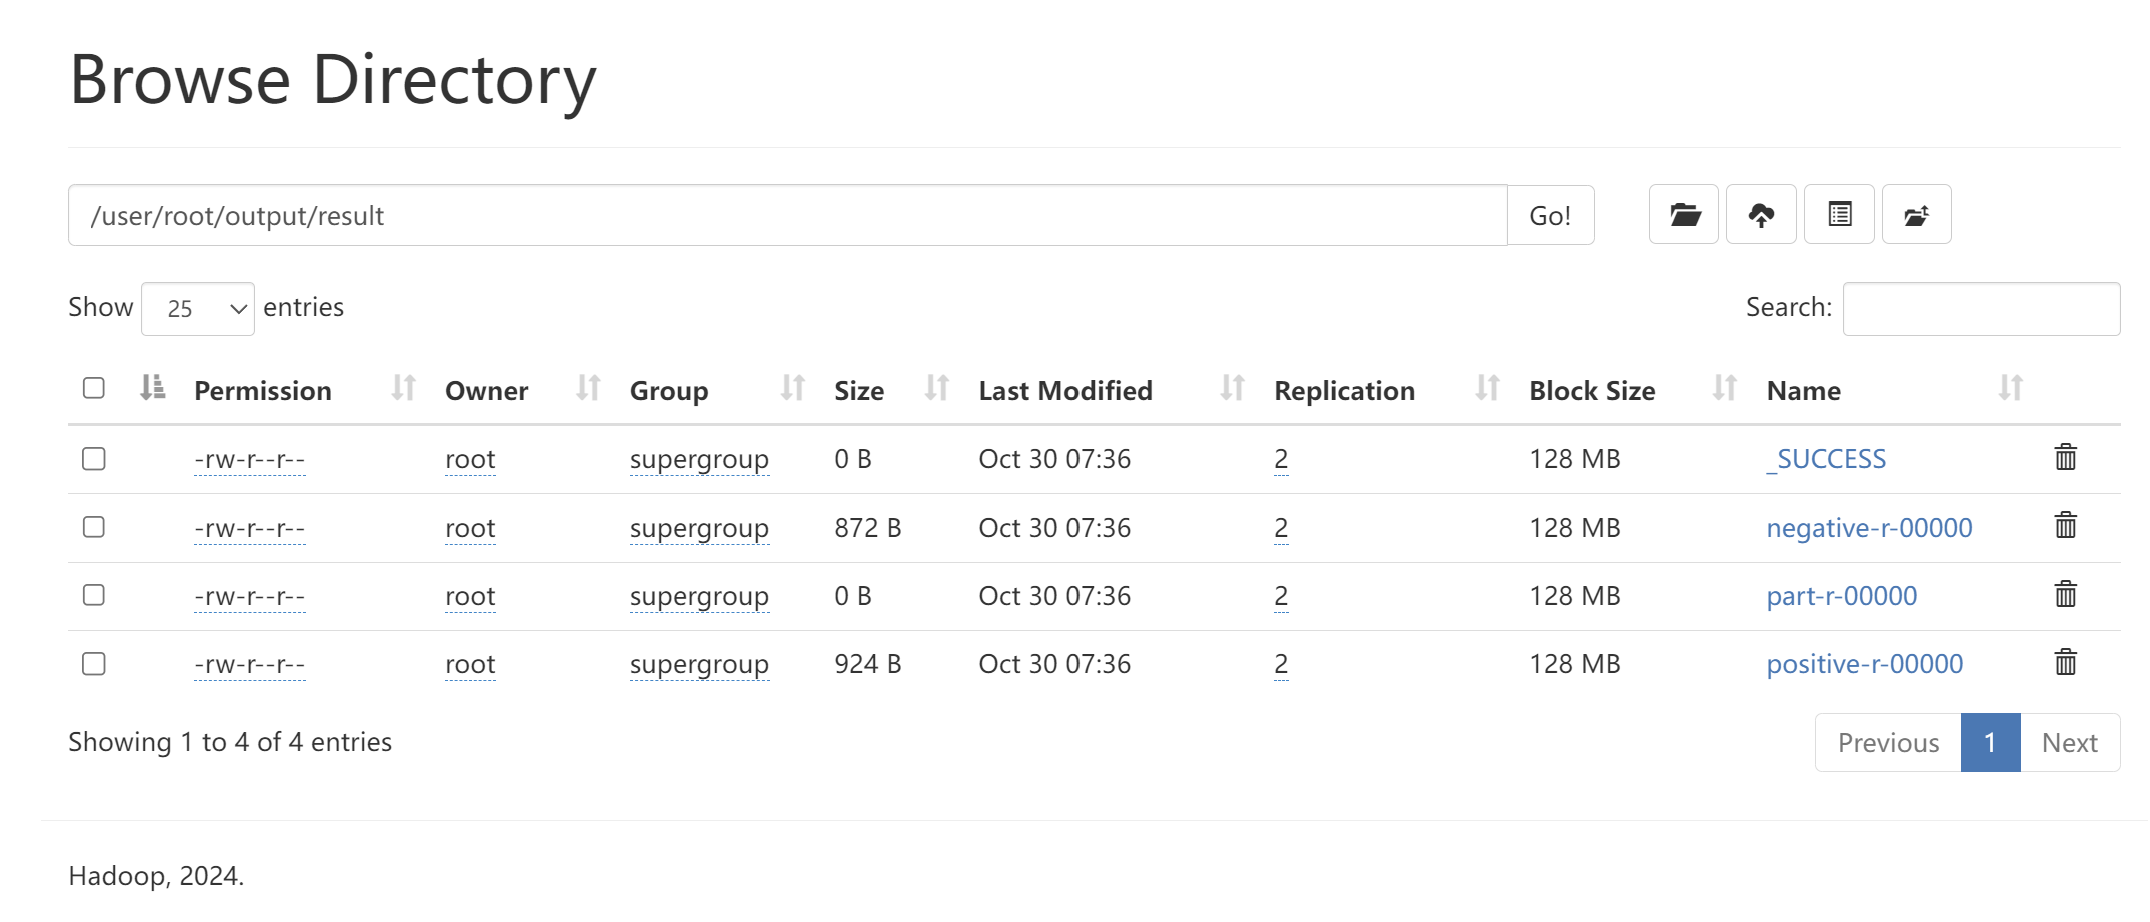 Browse Directory
/user/root/output/result Go!
Show 25 entries Search:
Permission Owner Group Size Last Modified Replication Block Size Name
-rw-r--r-- root supergroup 0 B Oct 30 07:36 2 128 MB _SUCCESS
-rw-r--r-- root supergroup 872 B Oct 30 07:36 2 128 MB negative-r-00000
-rw-r--r-- root supergroup 0 B Oct 30 07:36 2 128 MB part-r-00000
-rw-r--r-- root supergroup 924 B Oct 30 07:36 2 128 MB positive-r-00000
Showing 1 to 4 of 4 entries Previous 1 Next
Hadoop, 2024.